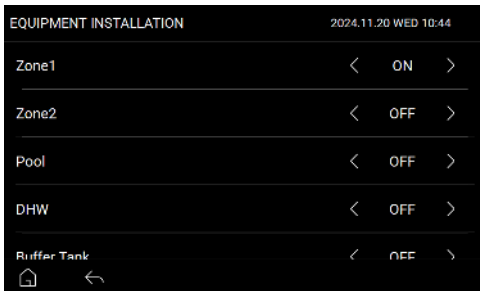 EQUIPMENT INSTALLATION 2024.11.20 WED 10:44
Zone1 ON
Zone2 OFF
Pool OFF
DHW OFF
Buffer Tank OFF